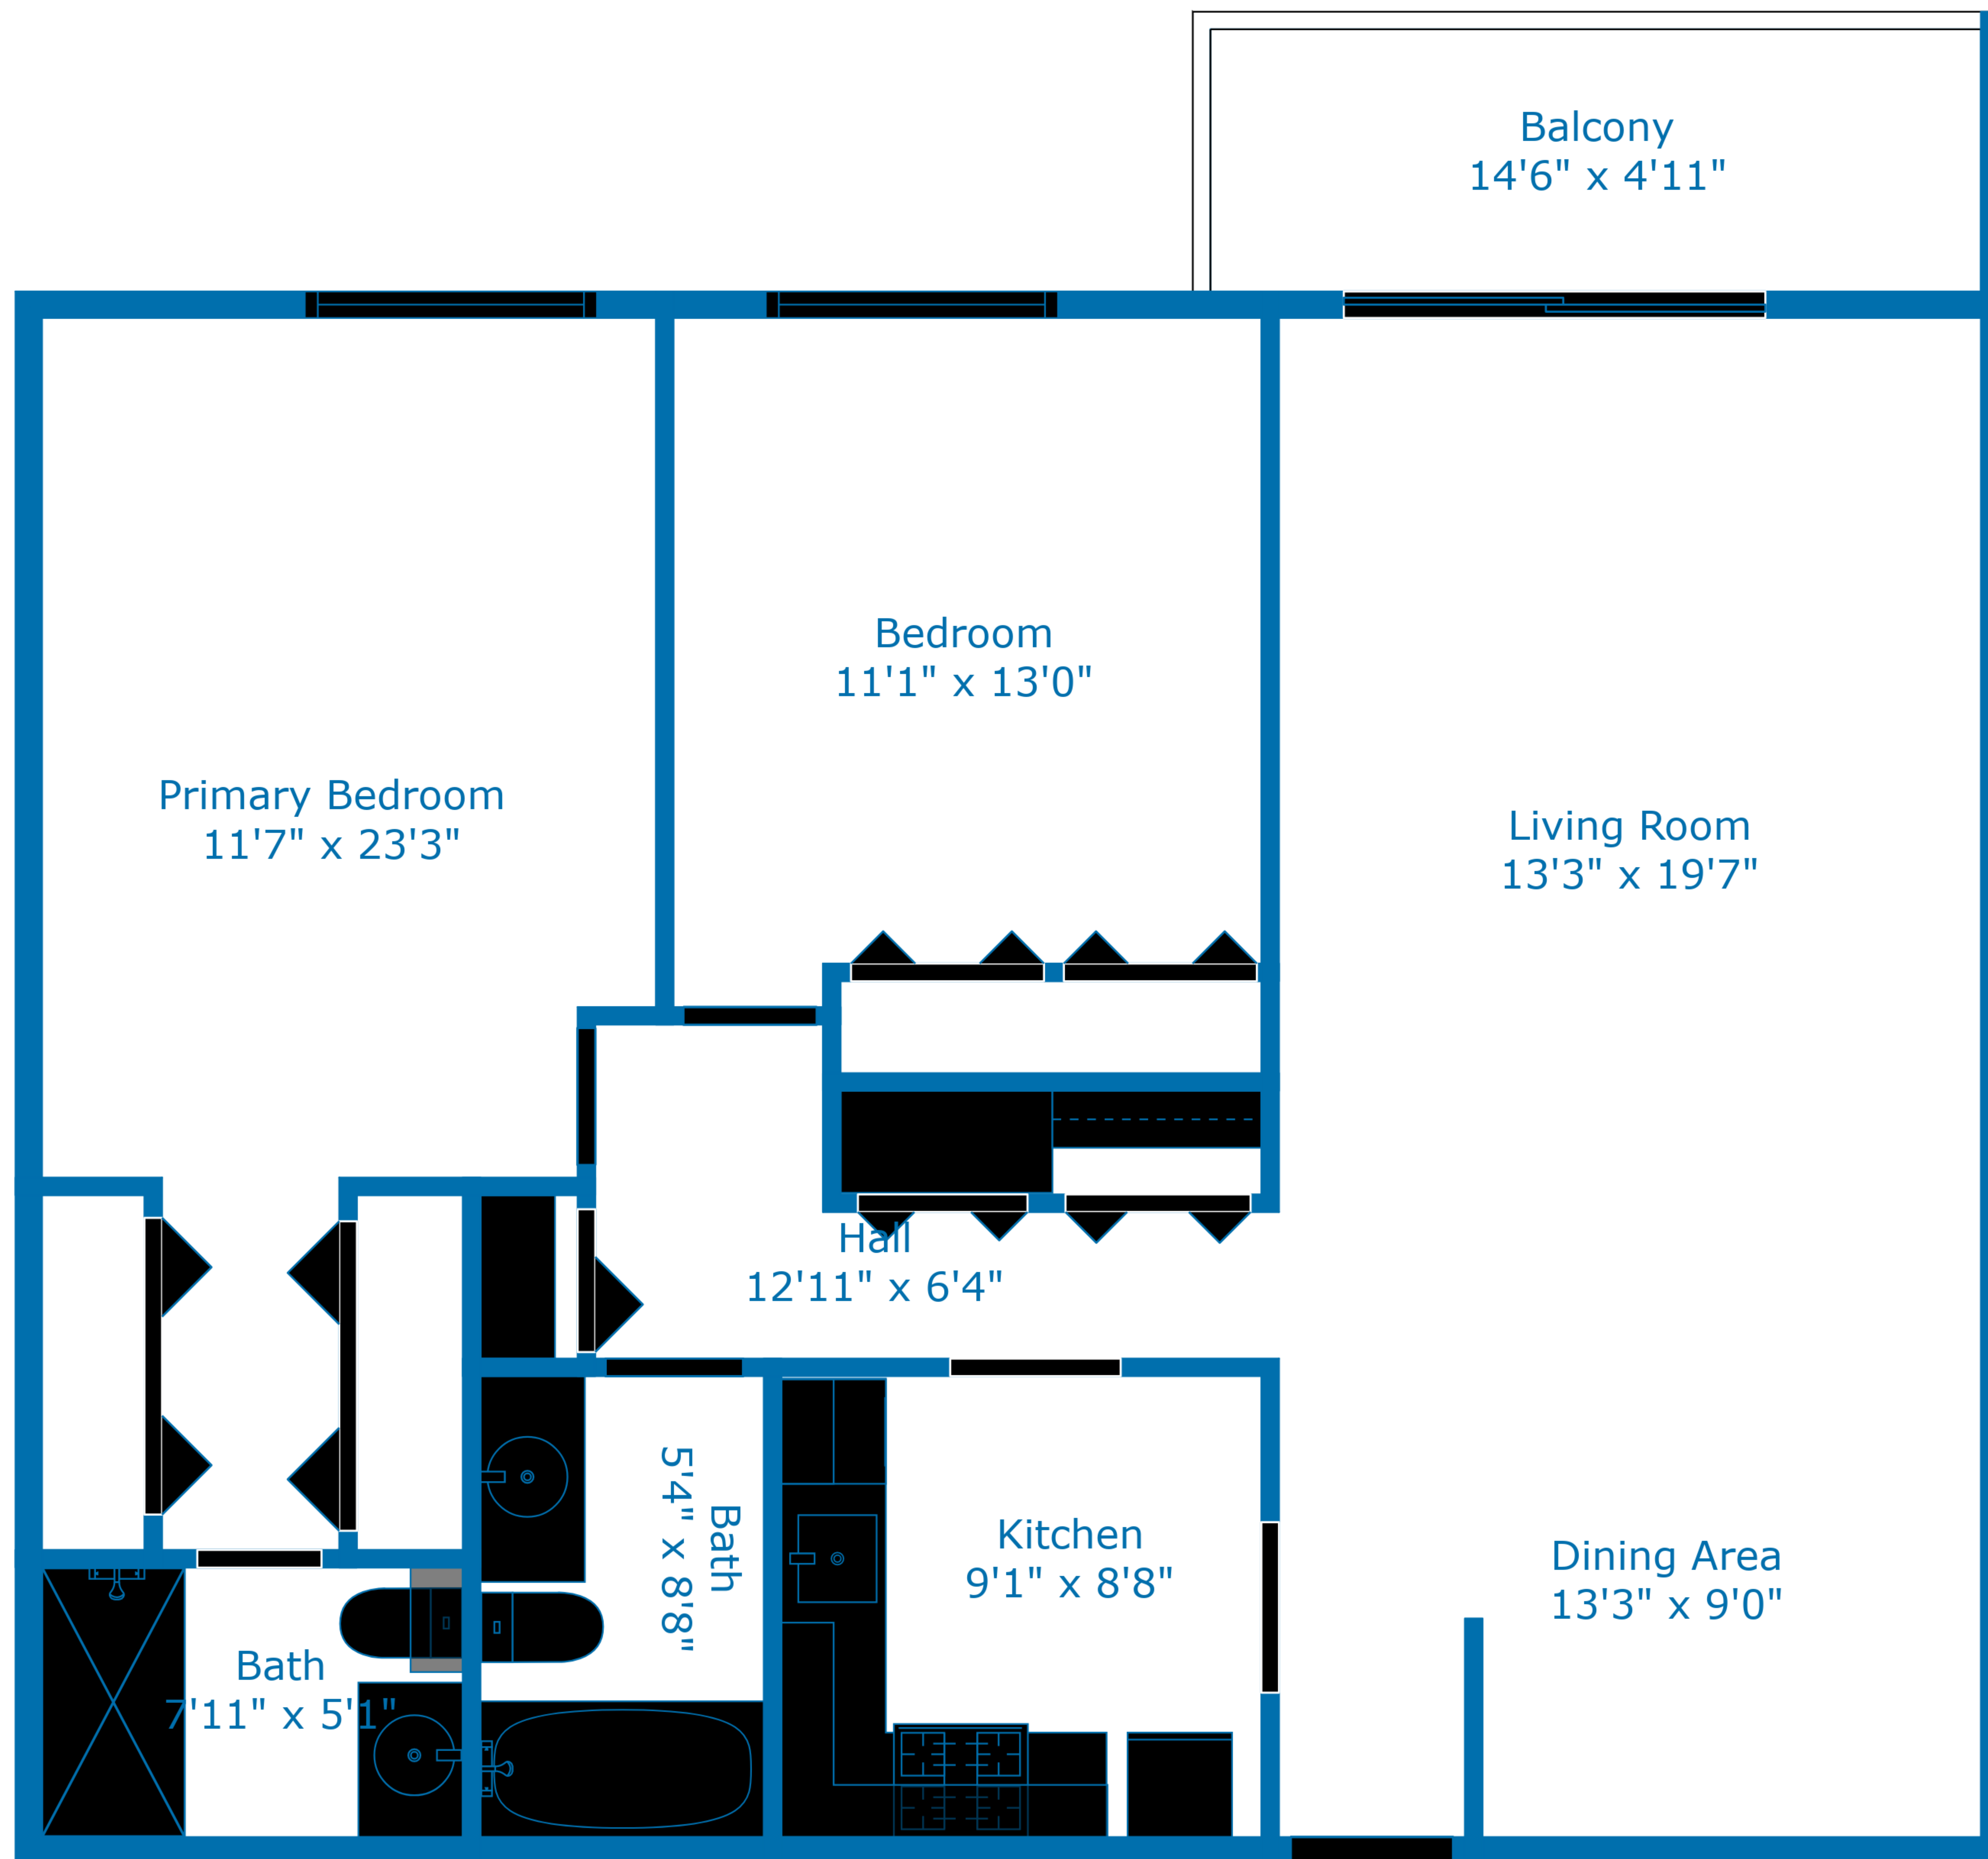 Balcony
14'6" x 4'11"
Bedroom
11'1" x 13'0"
Primary Bedroom
11'7" x 23'3"
Living Room
13'3" x 19'7"
Hall
12'11" x 6'4"
Bath
5'4" x 8'8"
Kitchen
9'1" x 8'8"
Dining Area
13'3" x 9'0"
Bath
7'11" x 5'1"